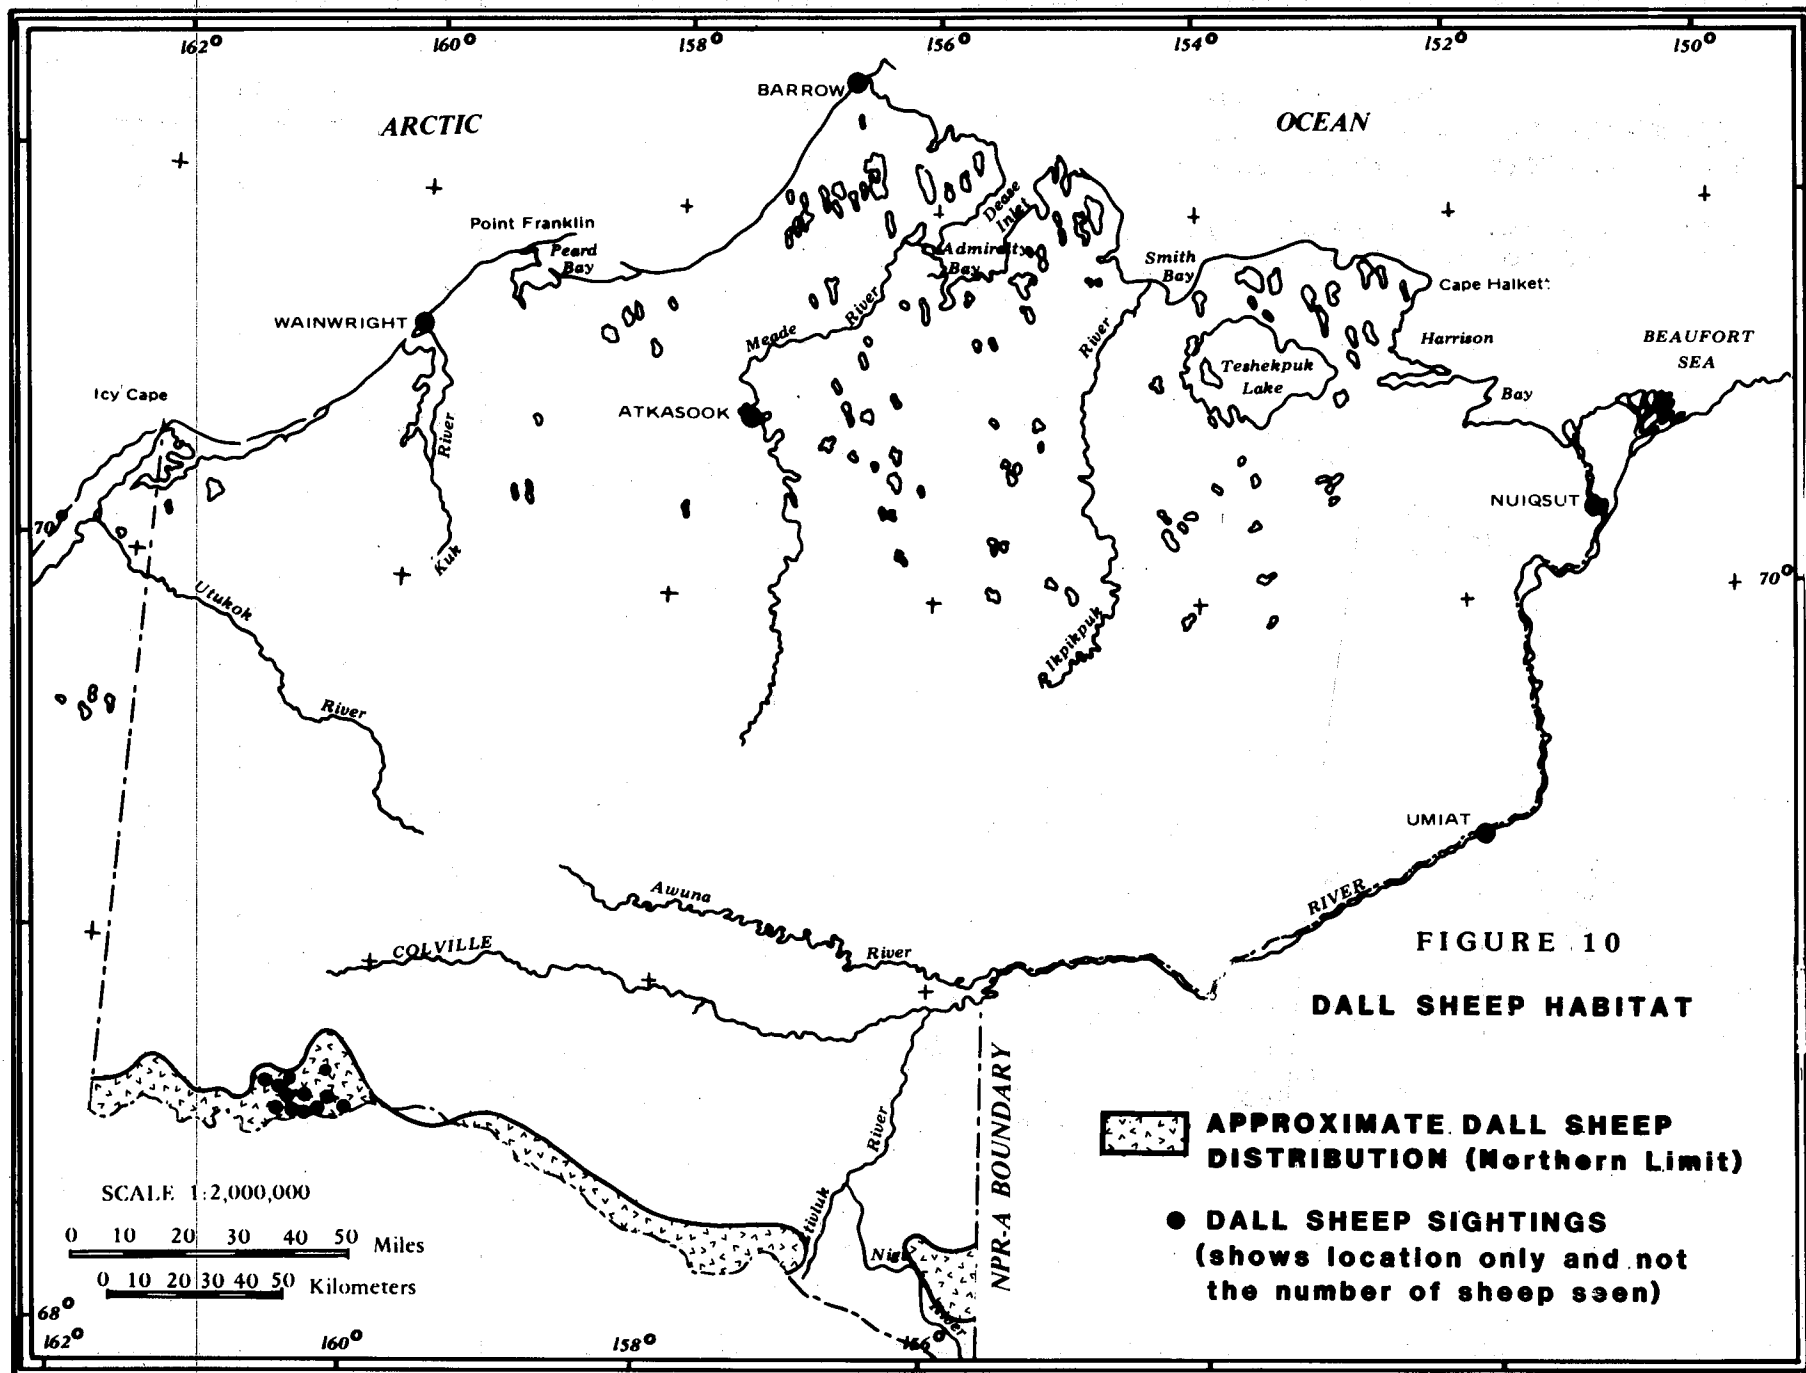 162° 160° 158° 156° 154° 152° 150°
BARROW
ARCTIC
OCEAN
Point Franklin
Peard
Bay
Dease
Inlet
Admiralty
Bay
Smith
Bay
Cape Halkett
WAINWRIGHT
Meade
River
River
Harrison
BEAUFORT
SEA
Teshekpuk
Lake
Icy Cape
ATKASOOK
Bay
River
NUIQSUT
70
Kuk
70°
Utukok
Ikpikpuk
River
UMIAT
Awuna
RIVER
COLVILLE
River
FIGURE 10
DALL SHEEP HABITAT
NPR-A BOUNDARY
River
APPROXIMATE DALL SHEEP
DISTRIBUTION (Northern Limit)
SCALE 1:2,000,000
DALL SHEEP SIGHTINGS
(shows location only and not
the number of sheep seen)
0 10 20 30 40 50 Miles
0 10 20 30 40 50 Kilometers
River
68°
162° 160° 158° 156°